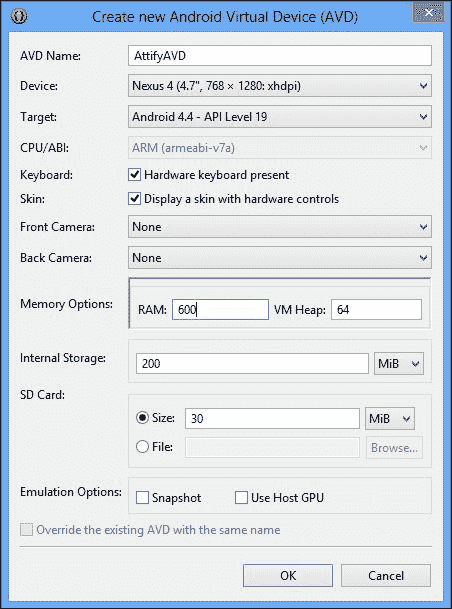 Create new Android Virtual Device (AVD)
AVD Name: AttifyAVD
Device: Nexus 4 (4.7", 768 × 1280: xhdpi)
Target: Android 4.4 - API Level 19
CPU/ABI: ARM (armeabi-v7a)
Keyboard: Hardware keyboard present
Skin: Display a skin with hardware controls
Front Camera: None
Back Camera: None
Memory Options: RAM: 600 VM Heap: 64
Internal Storage: 200 MiB
SD Card:
Size: 30 MiB
File: Browse...
Emulation Options: Snapshot Use Host GPU
Override the existing AVD with the same name
OK Cancel